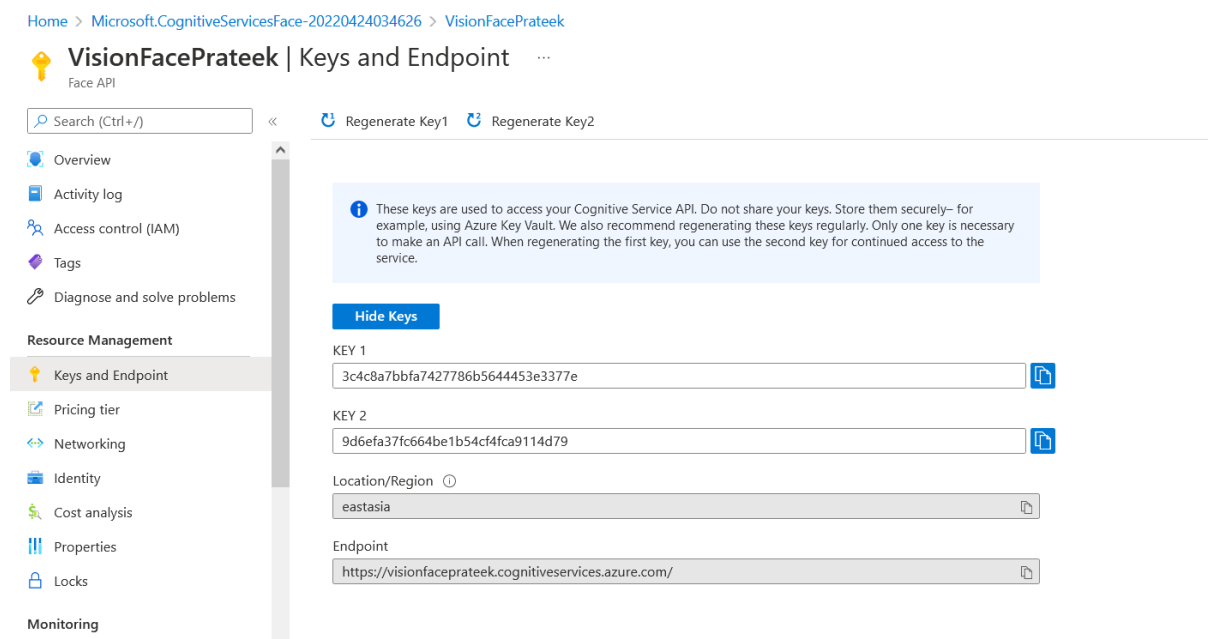 Home > Microsoft.CognitiveServicesFace-20220424034626 > VisionFacePrateek
VisionFacePrateek | Keys and Endpoint ...
Face API
Search (Ctrl+/)
«
Regenerate Key1
Regenerate Key2
Overview
Activity log
Access control (IAM)
Tags
Diagnose and solve problems
Resource Management
Keys and Endpoint
Pricing tier
Networking
Identity
Cost analysis
Properties
Locks
Monitoring
These keys are used to access your Cognitive Service API. Do not share your keys. Store them securely– for
example, using Azure Key Vault. We also recommend regenerating these keys regularly. Only one key is necessary
to make an API call. When regenerating the first key, you can use the second key for continued access to the
service.
Hide Keys
KEY 1
3c4c8a7bbfa7427786b5644453e3377e
KEY 2
9d6efa37fc664be1b54cf4fca9114d79
Location/Region
eastasia
Endpoint
https://visionfaceprateek.cognitiveservices.azure.com/